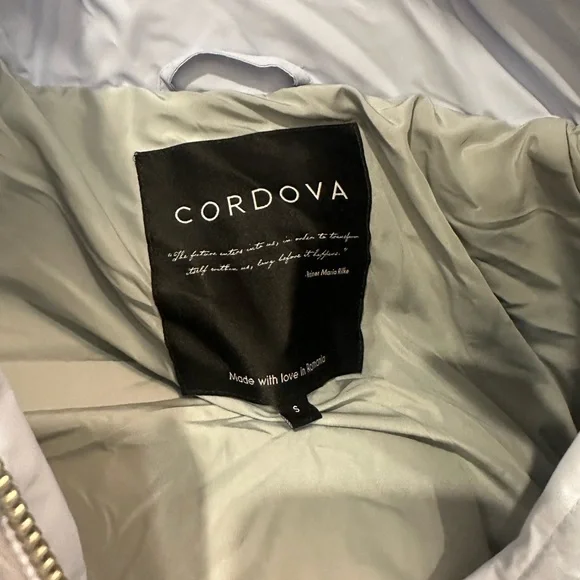 CORDOVA
"The future enters into us, in order to transform
itself within us, long before it happens."
-Rainer Maria Rilke
Made with love in Romania
S